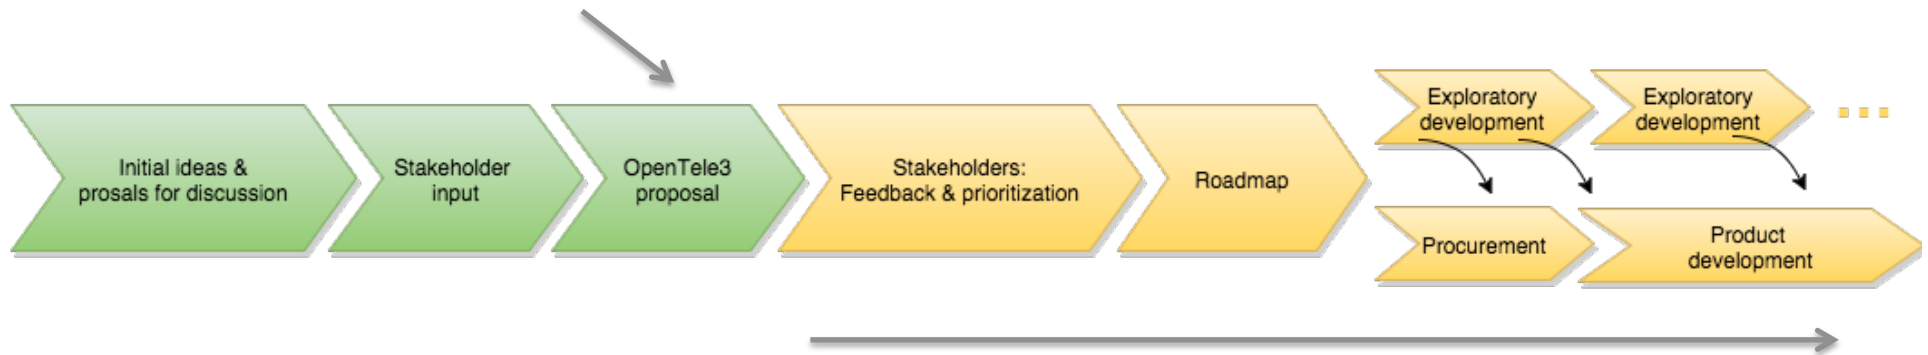 Initial ideas &
prosals for discussion
Stakeholder
input
OpenTele3
proposal
Stakeholders:
Feedback & prioritization
Roadmap
Exploratory
development
Exploratory
development
...
Procurement
Product
development